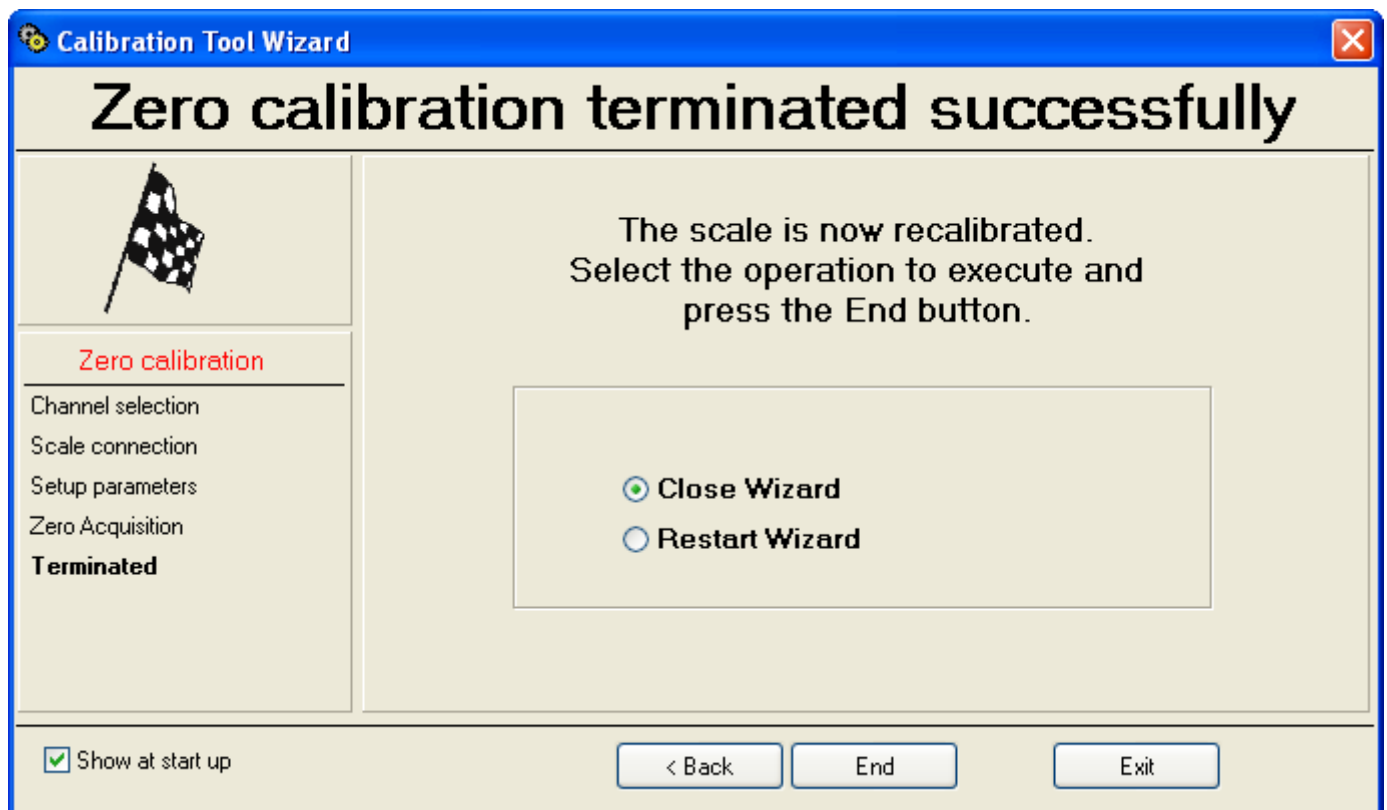 Calibration Tool Wizard
Zero calibration terminated successfully
Zero calibration
Channel selection
Scale connection
Setup parameters
Zero Acquisition
Terminated
The scale is now recalibrated.
Select the operation to execute and
press the End button.
Close Wizard
Restart Wizard
Show at start up
< Back
End
Exit